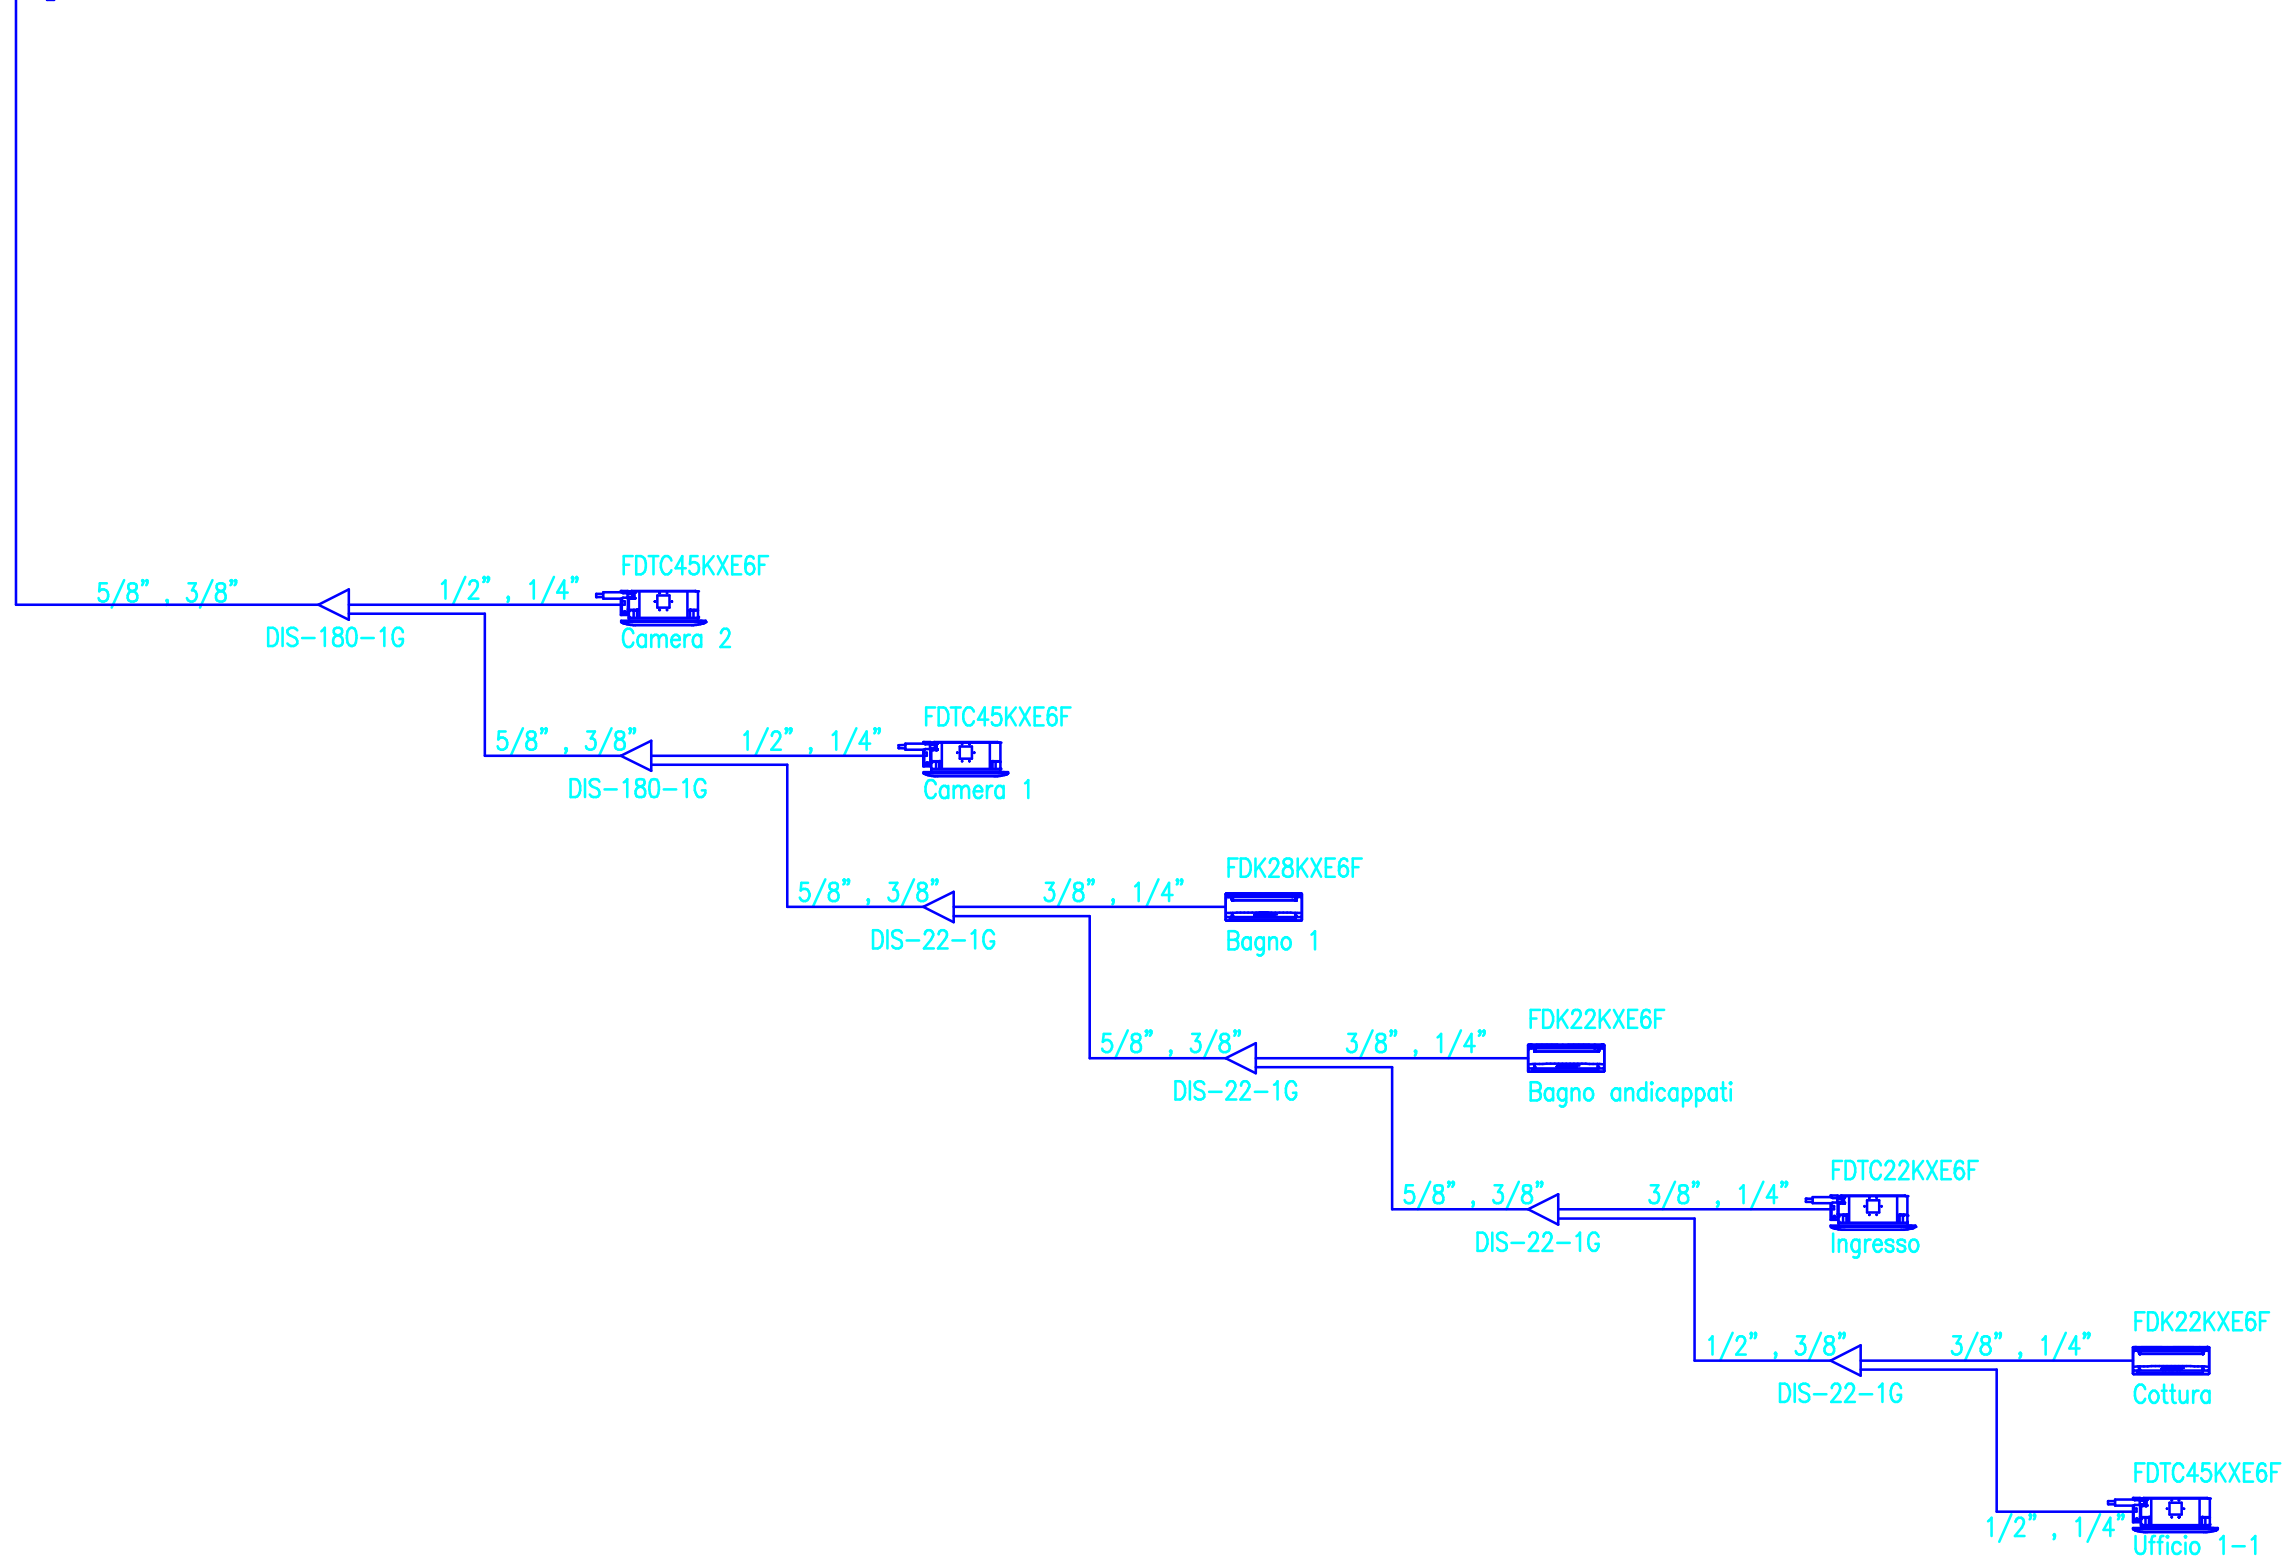 FDTC45KXE6F
5/8" , 3/8"
1/2" , 1/4"
DIS-180-1G
Camera 2
FDTC45KXE6F
5/8" , 3/8"
1/2" , 1/4"
DIS-180-1G
Camera 1
FDK28KXE6F
5/8" , 3/8"
3/8" , 1/4"
DIS-22-1G
Bagno 1
FDK22KXE6F
5/8" , 3/8"
3/8" , 1/4"
DIS-22-1G
Bagno andicappati
FDTC22KXE6F
5/8" , 3/8"
3/8" , 1/4"
DIS-22-1G
Ingresso
FDK22KXE6F
1/2" , 3/8"
3/8" , 1/4"
DIS-22-1G
Cottura
FDTC45KXE6F
1/2" , 1/4"
Ufficio 1-1